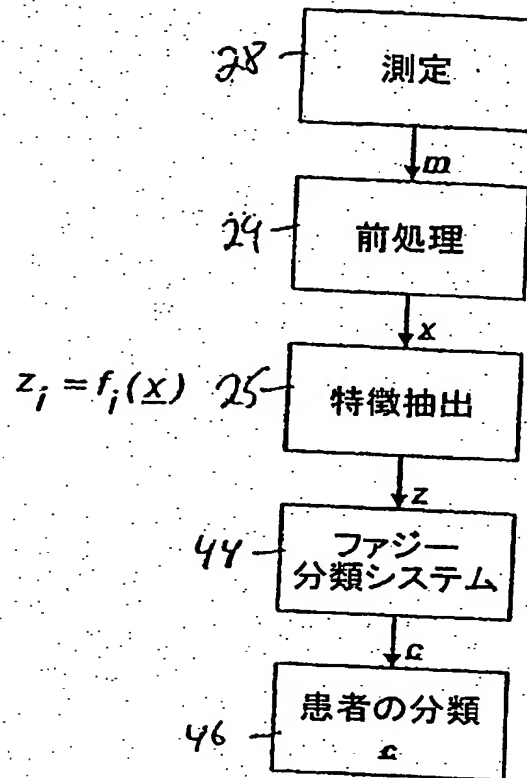 28
測定
m
29
前処理
x
z_i = f_i(x)
25
特徴抽出
z
44
ファジー
分類システム
c
46
患者の分類
c